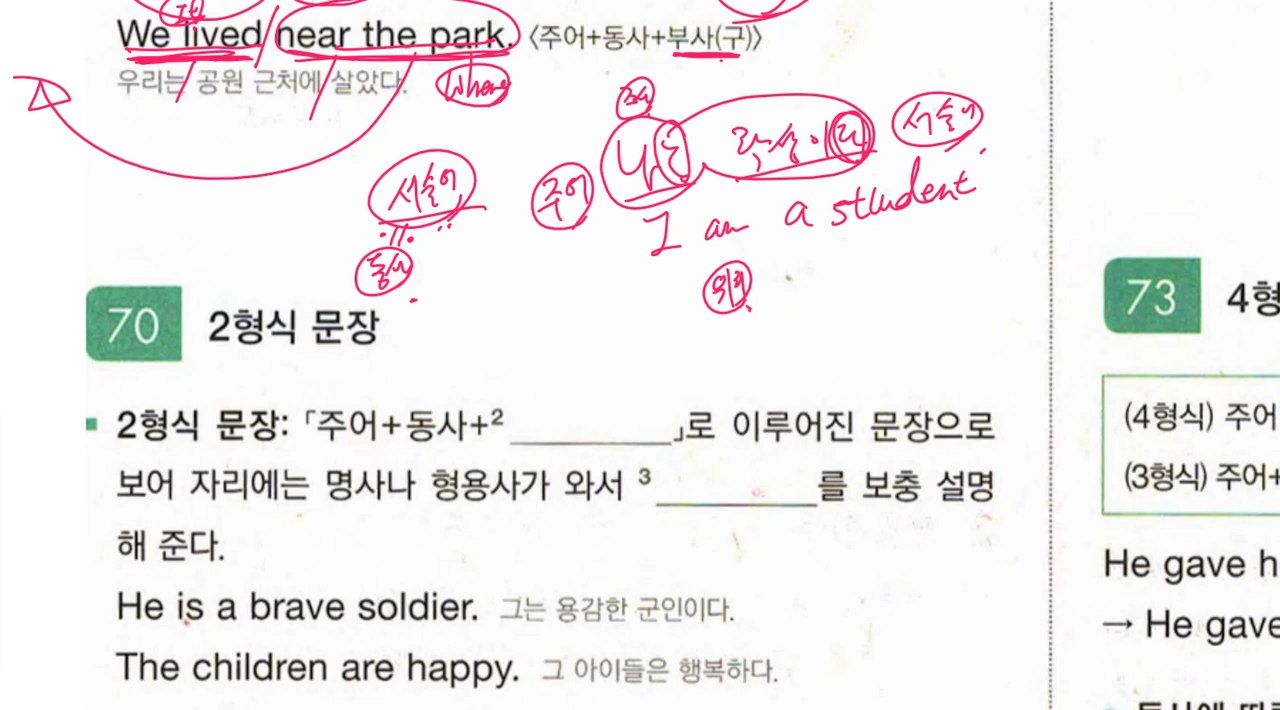 We lived near the park. 〈주어+동사+부사(구)〉
우리는 공원 근처에 살았다.
Where
조사
서술어 주어 나는 학생이다 서술어
I am a student
동사
위치
70 2형식 문장
2형식 문장: 「주어+동사+² ________」로 이루어진 문장으로
보어 자리에는 명사나 형용사가 와서 ³ ________를 보충 설명
해 준다.
He is a brave soldier. 그는 용감한 군인이다.
The children are happy. 그 아이들은 행복하다.
73 4형
(4형식) 주어
(3형식) 주어+
He gave h
→ He gave